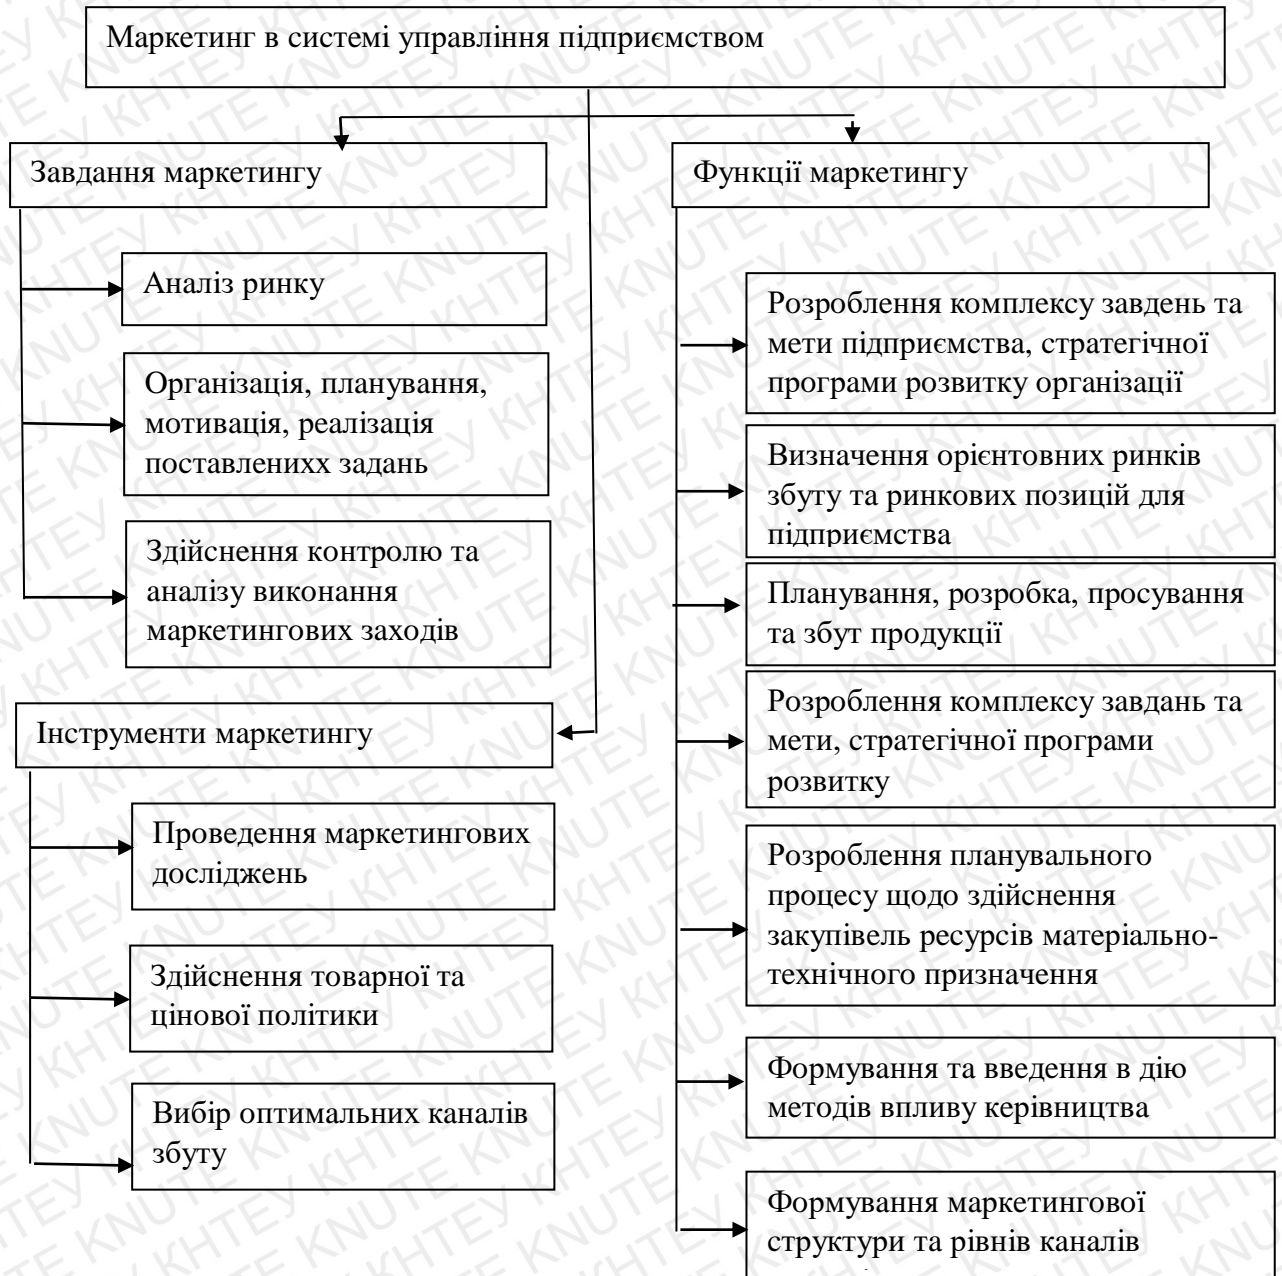 Маркетинг в системі управління підприємством
Завдання маркетингу
Аналіз ринку
Організація, планування,
мотивація, реалізація
поставленихх задань
Здійснення контролю та
аналізу виконання
маркетингових заходів
Інструменти маркетингу
Проведення маркетингових
досліджень
Здійснення товарної та
цінової політики
Вибір оптимальних каналів
збуту
Функції маркетингу
Розроблення комплексу завдень та
мети підприємства, стратегічної
програми розвитку організації
Визначення орієнтовних ринків
збуту та ринкових позицій для
підприємства
Планування, розробка, просування
та збут продукції
Розроблення комплексу завдань та
мети, стратегічної програми
розвитку
Розроблення планувального
процесу щодо здійснення
закупівель ресурсів матеріально-
технічного призначення
Формування та введення в дію
методів впливу керівництва
Формування маркетингової
структури та рівнів каналів